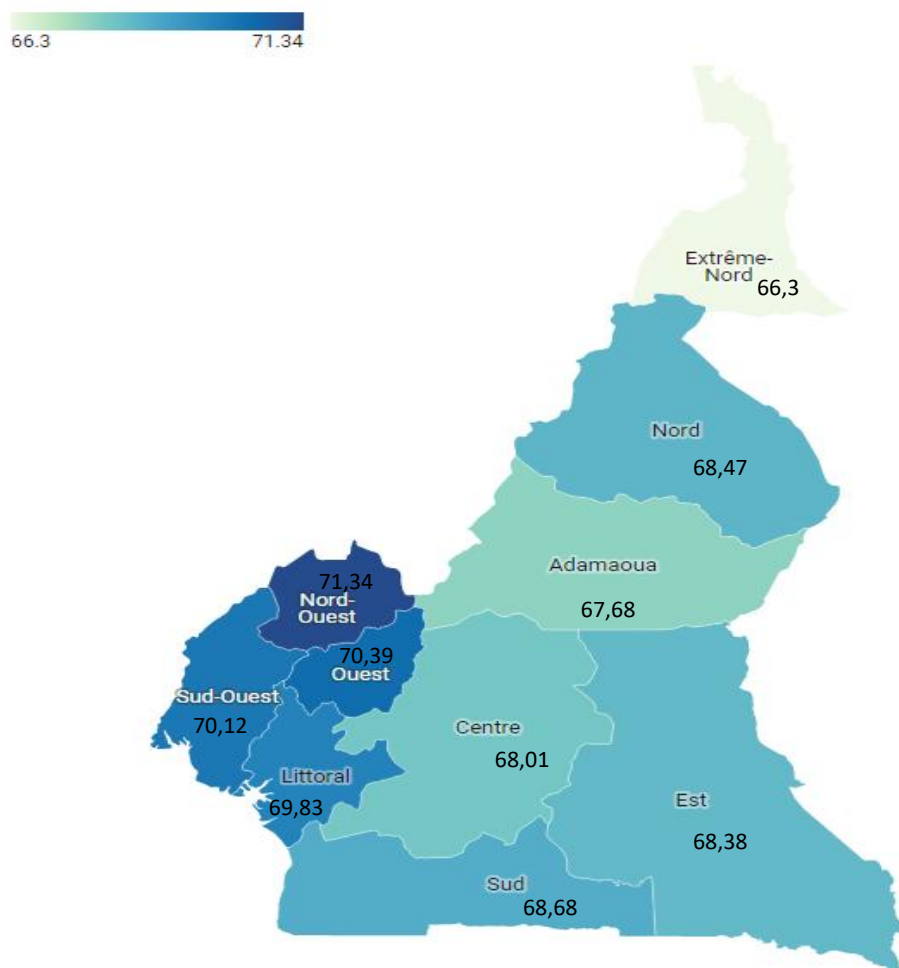 66.3
71.34
Extrême-
Nord
66,3
Nord
68,47
Adamaoua
67,68
71,34
Nord-
Ouest
70,39
Ouest
Sud-Ouest
70,12
Centre
68,01
Littoral
69,83
Est
68,38
Sud
68,68